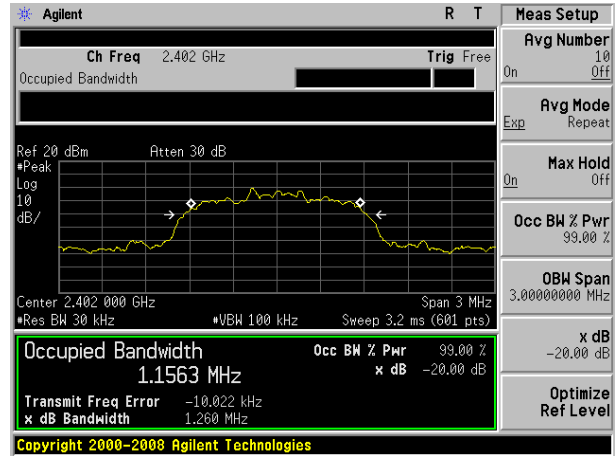 Agilent R T
Ch Freq 2.402 GHz Trig Free
Occupied Bandwidth
Ref 20 dBm Atten 30 dB
#Peak
Log
10
dB/
Center 2.402 000 GHz Span 3 MHz
#Res BW 30 kHz #VBW 100 kHz Sweep 3.2 ms (601 pts)
Occupied Bandwidth Occ BW % Pwr 99.00 %
1.1563 MHz x dB -20.00 dB
Transmit Freq Error -10.022 kHz
x dB Bandwidth 1.260 MHz
Copyright 2000-2008 Agilent Technologies
Meas Setup
Avg Number
10
On Off
Avg Mode
Exp Repeat
Max Hold
On Off
Occ BW % Pwr
99.00 %
OBW Span
3.00000000 MHz
x dB
-20.00 dB
Optimize
Ref Level